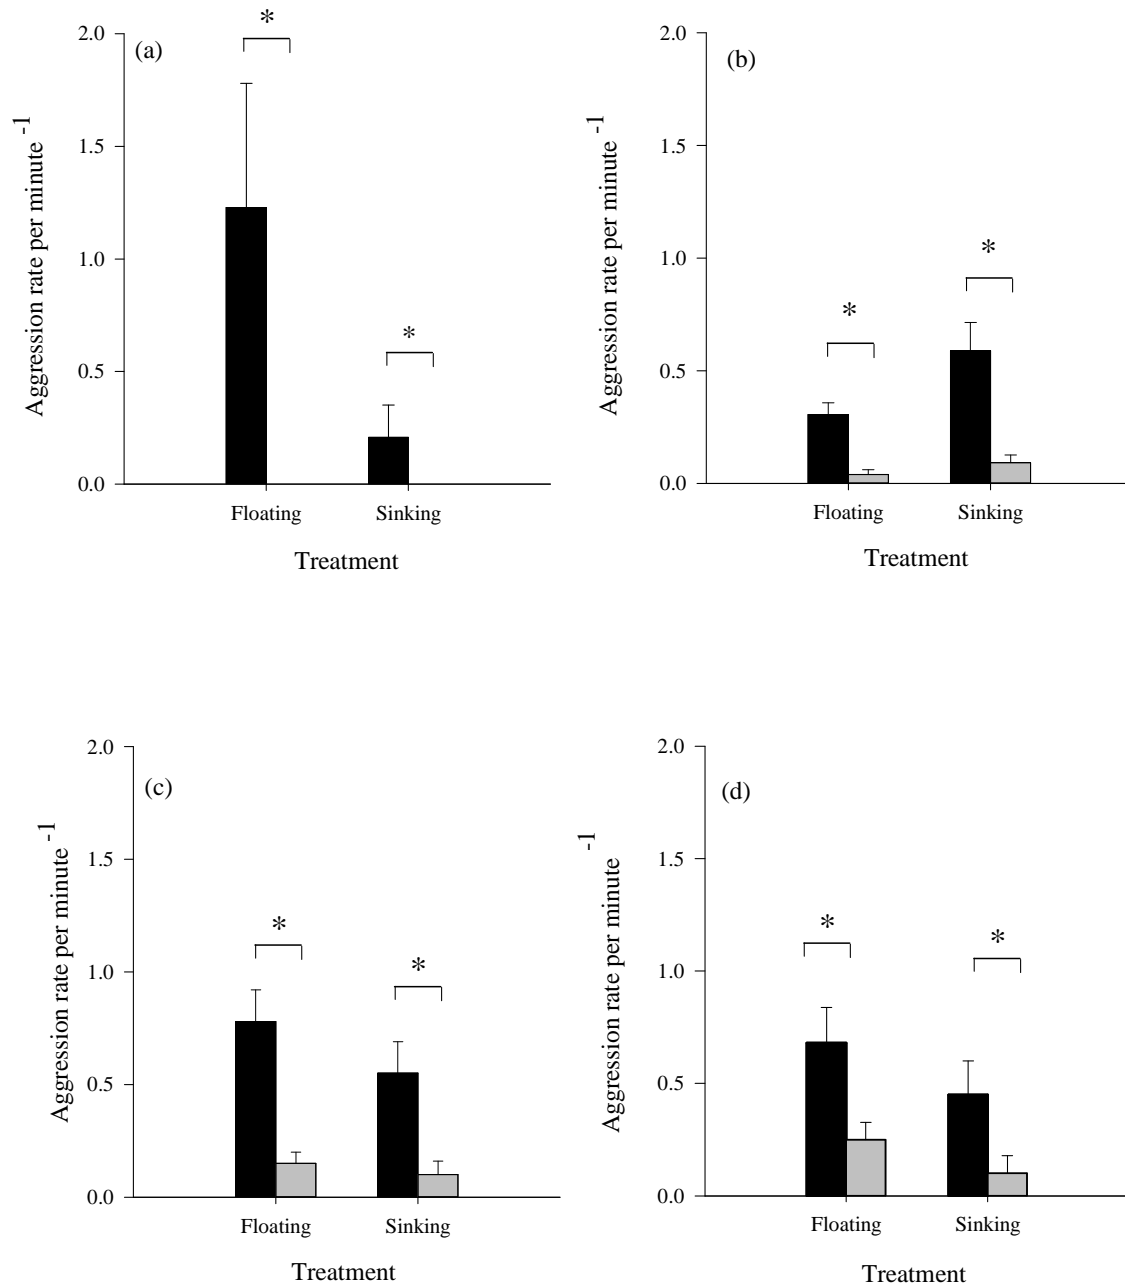 (a)
*
*
2.0
1.5
1.0
0.5
0.0
Aggression rate per minute -1
Floating Sinking
Treatment
(b)
*
*
2.0
1.5
1.0
0.5
0.0
Aggression rate per minute -1
Floating Sinking
Treatment
(c)
*
*
2.0
1.5
1.0
0.5
0.0
Aggression rate per minute -1
Floating Sinking
Treatment
(d)
*
*
2.0
1.5
1.0
0.5
0.0
Aggression rate per minute -1
Floating Sinking
Treatment